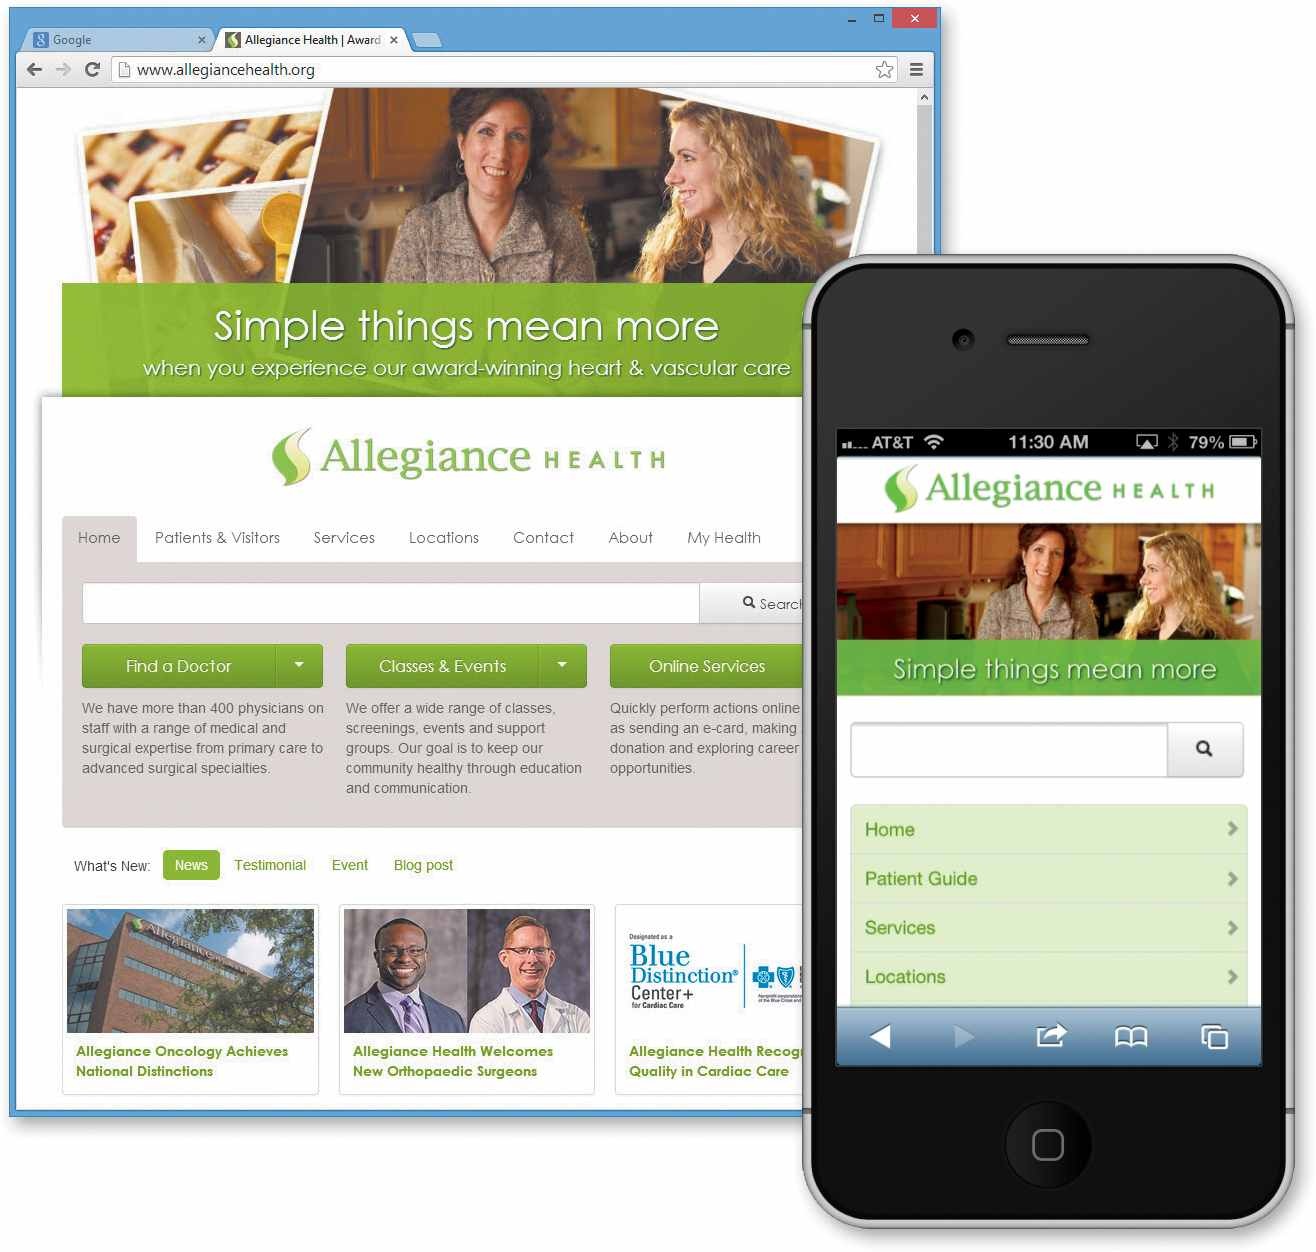 Google
Allegiance Health | Award
www.allegiancehealth.org
Simple things mean more
when you experience our award-winning heart & vascular care
Allegiance HEALTH
Home Patients & Visitors Services Locations Contact About My Health
Search
Find a Doctor
We have more than 400 physicians on
staff with a range of medical and
surgical expertise from primary care to
advanced surgical specialties.
Classes & Events
We offer a wide range of classes,
screenings, events and support
groups. Our goal is to keep our
community healthy through education
and communication.
Online Services
Quickly perform actions online
as sending an e-card, making
donation and exploring career
opportunities.
What's New: News Testimonial Event Blog post
Allegiance
Allegiance Oncology Achieves
National Distinctions
Allegiance Health Welcomes
New Orthopaedic Surgeons
Designated as a
Blue
Distinction®
Center+
for Cardiac Care
Allegiance Health Recog
Quality in Cardiac Care
AT&T 11:30 AM 79%
Allegiance HEALTH
Simple things mean more
Home
Patient Guide
Services
Locations